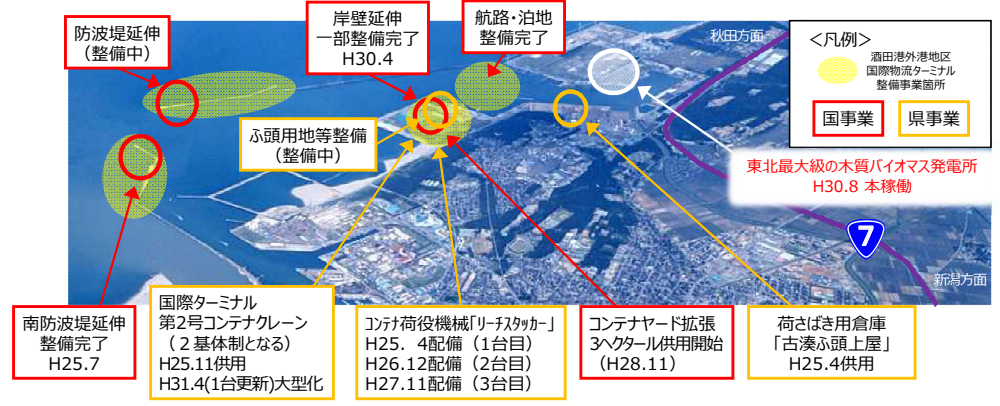 防波堤延伸
（整備中）
岸壁延伸
一部整備完了
H30.4
航路・泊地
整備完了
秋田方面
＜凡例＞
酒田港外港地区
国際物流ターミナル
整備事業箇所
国事業
県事業
ふ頭用地等整備
（整備中）
東北最大級の木質バイオマス発電所
H30.8 本稼働
7
新潟方面
南防波堤延伸
整備完了
H25.7
国際ターミナル
第2号コンテナクレーン
（２基体制となる）
H25.11供用
H31.4(1台更新)大型化
ｺﾝﾃﾅ荷役機械「ﾘｰﾁｽﾀｯｶｰ」
H25．4配備（1台目）
H26.12配備（2台目）
H27.11配備（3台目）
コンテナヤード拡張
3ヘクタール供用開始
（H28.11）
荷さばき用倉庫
「古湊ふ頭上屋」
H25.4供用